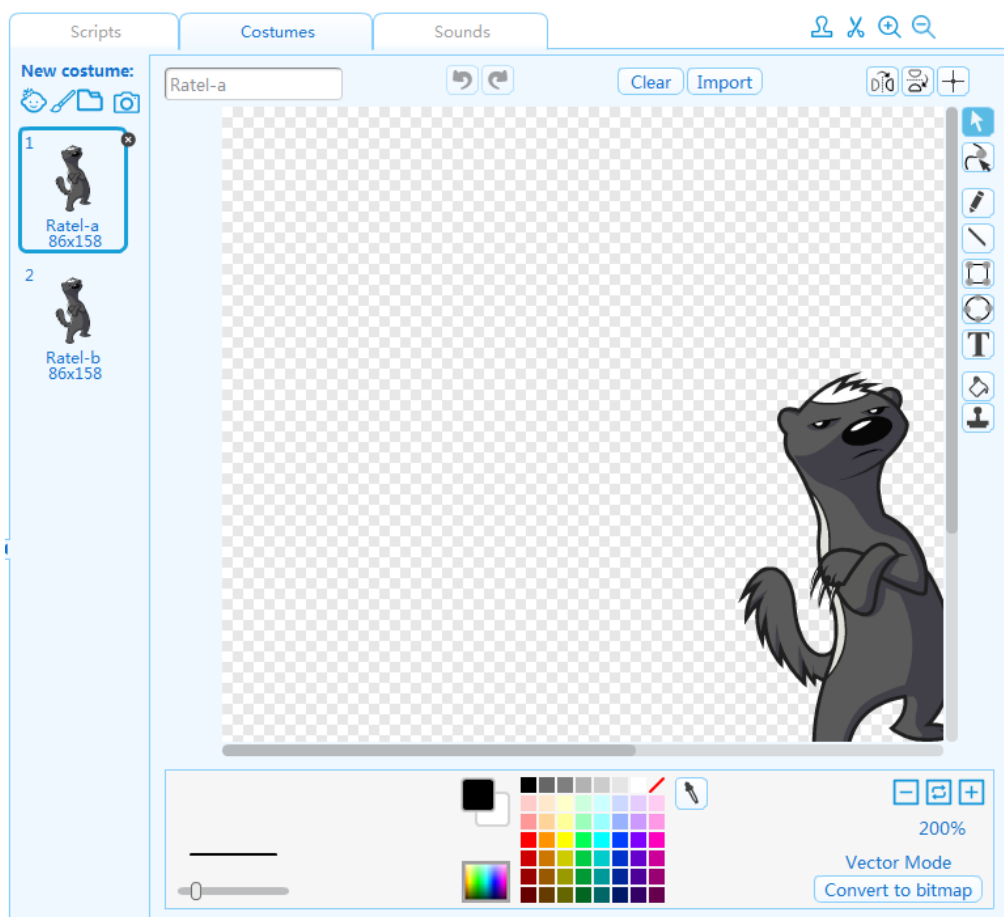 Scripts
Costumes
Sounds
New costume:
Ratel-a
Clear
Import
1
Ratel-a
86x158
2
Ratel-b
86x158
T
200%
Vector Mode
Convert to bitmap